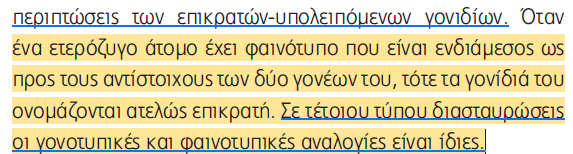 περιπτώσεις των επικρατών-υπολειπόμενων γονιδίων. Όταν
ένα ετερόζυγο άτομο έχει φαινότυπο που είναι ενδιάμεσος ως
προς τους αντίστοιχους των δύο γονέων του, τότε τα γονίδιά του
ονομάζονται ατελώς επικρατή. Σε τέτοιου τύπου διασταυρώσεις
οι γονοτυπικές και φαινοτυπικές αναλογίες είναι ίδιες.